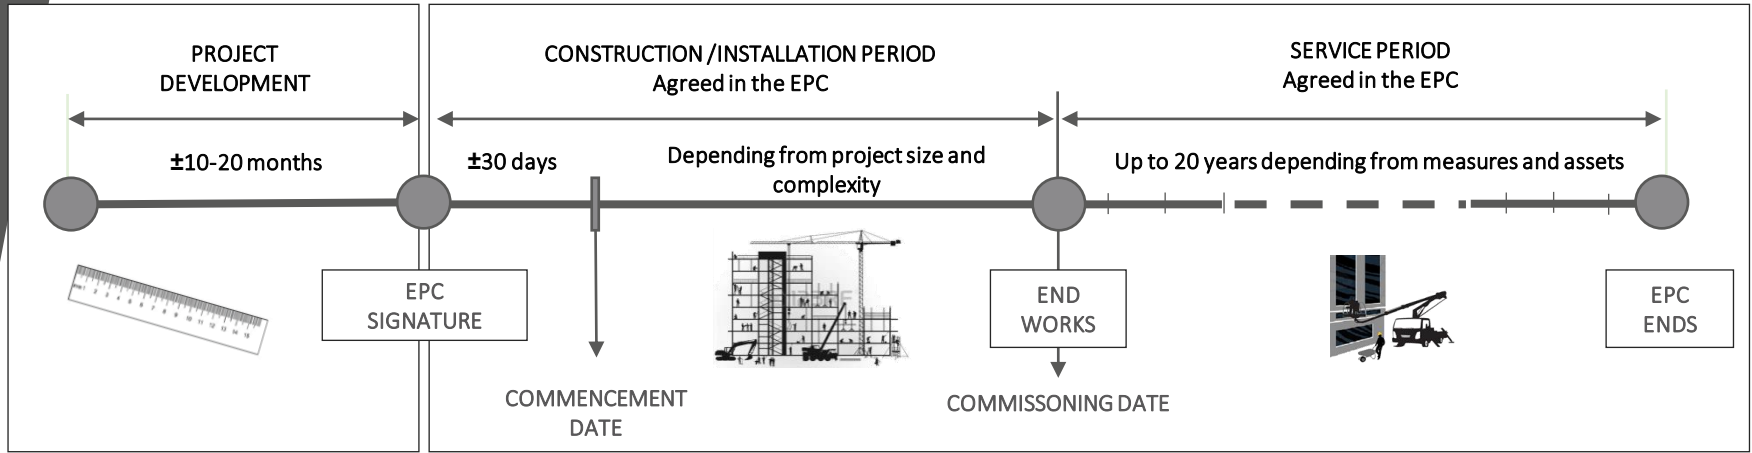 PROJECT
DEVELOPMENT
±10-20 months
CONSTRUCTION /INSTALLATION PERIOD
Agreed in the EPC
±30 days
Depending from project size and
complexity
SERVICE PERIOD
Agreed in the EPC
Up to 20 years depending from measures and assets
EPC
SIGNATURE
COMMENCEMENT
DATE
END
WORKS
COMMISSONING DATE
EPC
ENDS